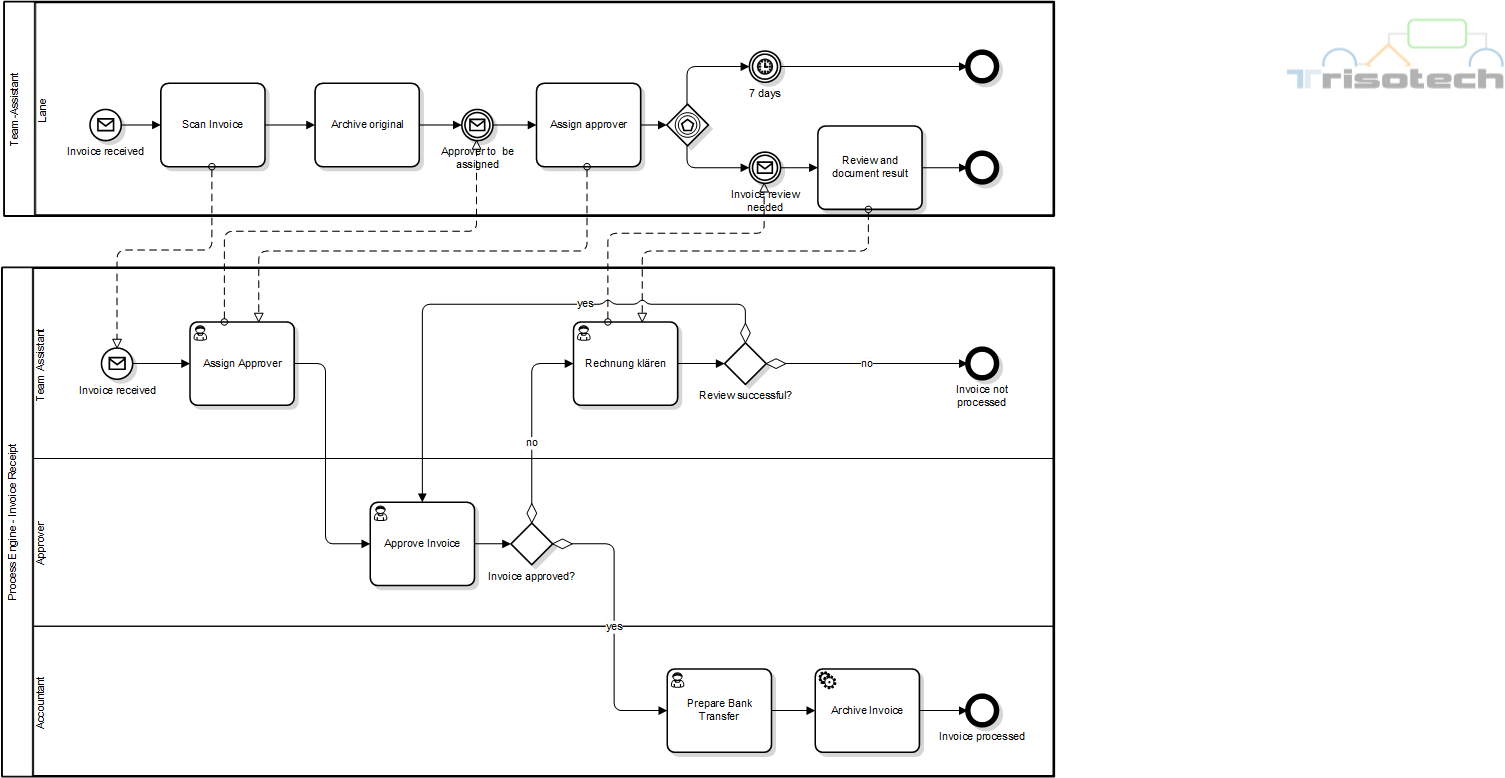 Trisotech
Team-Assistant
Lane
Invoice received
Scan Invoice
Archive original
Approver to be
assigned
Assign approver
7 days
Invoice review
needed
Review and
document result
Process Engine - Invoice Receipt
Team Assistant
Invoice received
Assign Approver
yes
Rechnung klären
Review successful?
no
Invoice not
processed
no
Approver
Approve Invoice
Invoice approved?
yes
Accountant
Prepare Bank
Transfer
Archive Invoice
Invoice processed